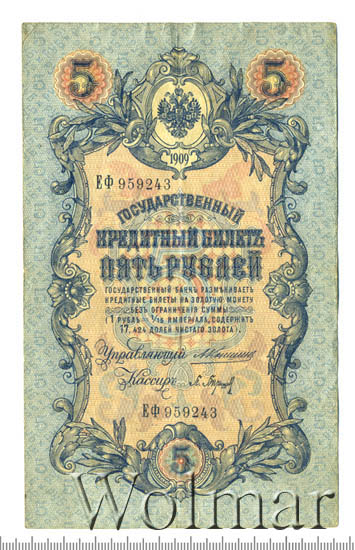 5 5
1909
ЕФ 959243
ГОСУДАРСТВЕННЫЙ
КРЕДИТНЫЙ БИЛЕТЪ
ПЯТЬ РУБЛЕЙ
ГОСУДАРСТВЕННЫЙ БАНКЪ РАЗМѢНИВАЕТЪ
КРЕДИТНЫЕ БИЛЕТЫ НА ЗОЛОТУЮ МОНЕТУ
БЕЗЪ ОГРАНИЧЕНІЯ СУММЫ
(1 РУБЛЬ = 1/15 ИМПЕРІАЛА, СОДЕРЖИТЪ
17,424 ДОЛЕЙ ЧИСТАГО ЗОЛОТА).
Управляющій
Кассиръ
ЕФ 959243
5
Wolmar